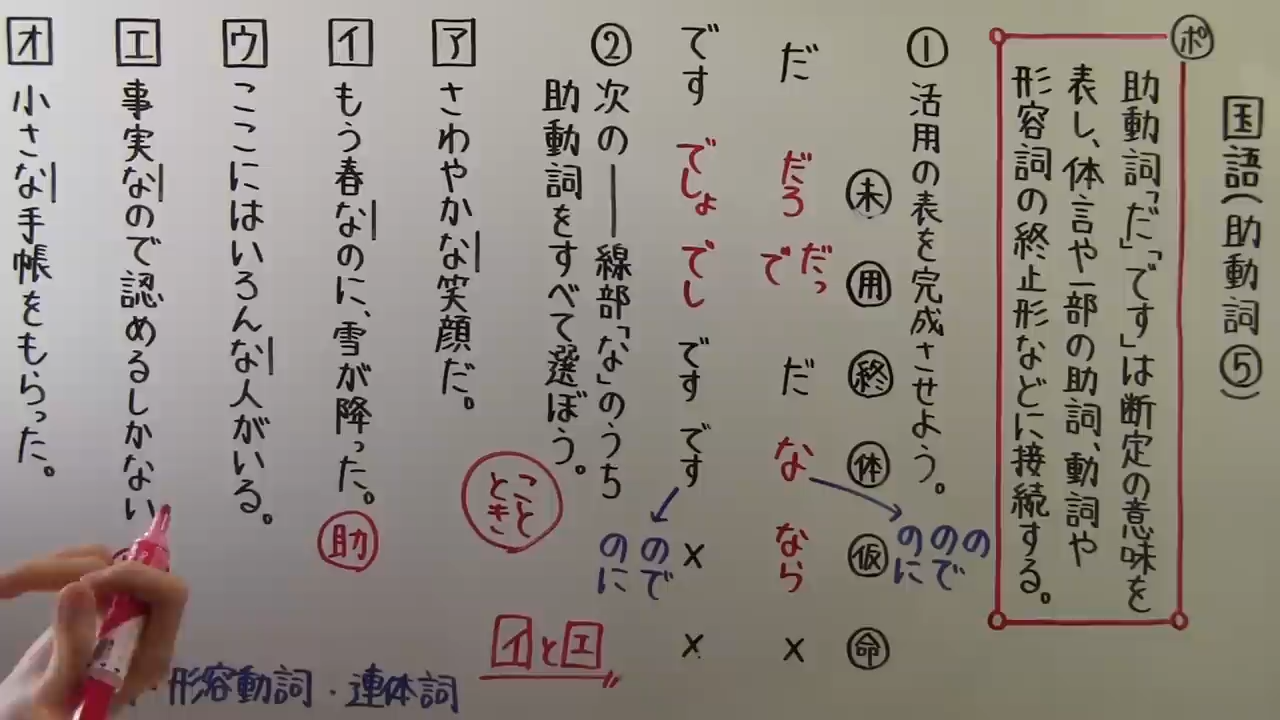 国語(助動詞⑤)
ポ
助動詞「だ」「です」は断定の意味を
表し、体言や一部の助詞、動詞や
形容詞の終止形などに接続する。
① 活用の表を完成させよう。
未 用 終 体 仮 命
だ だろ だっ で だ な なら ×
の ので のに
です でしょ でし です です × ×
ので のに
② 次の――線部「な」のうち
助動詞をすべて選ぼう。
こと とき
イとエ
ア さわやかな笑顔だ。
イ もう春なのに、雪が降った。 助
ウ ここにはいろんな人がいる。
エ 事実なので認めるしかない
オ 小さな手帳をもらった。
・形容動詞・連体詞